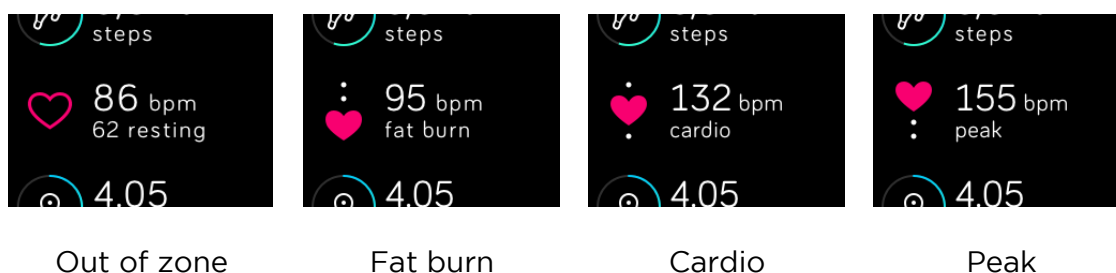 steps
86 bpm
62 resting
4.05
Out of zone
steps
95 bpm
fat burn
4.05
Fat burn
steps
132 bpm
cardio
4.05
Cardio
steps
155 bpm
peak
4.05
Peak